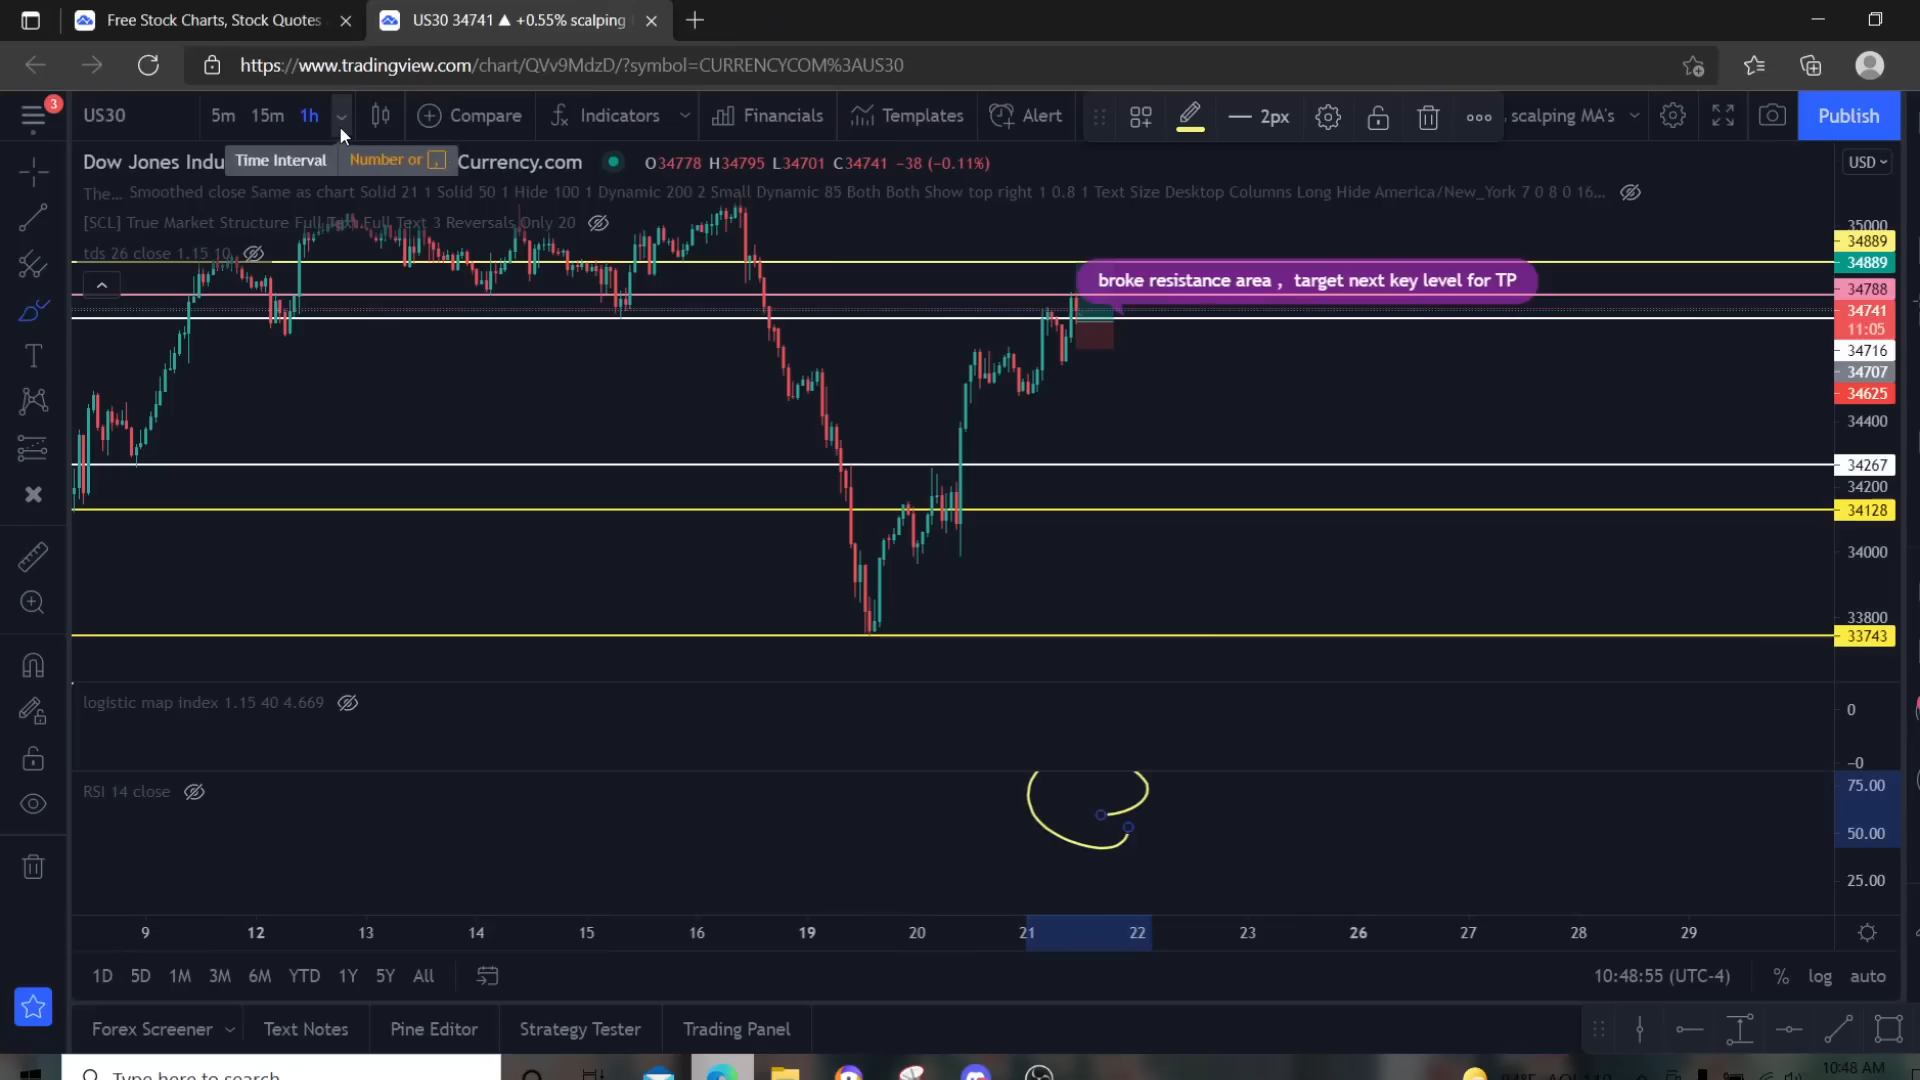 Free Stock Charts, Stock Quotes
US30 34741 ▲ +0.55% scalping
https://www.tradingview.com/chart/QVv9MdzD/?symbol=CURRENCYCOM%3AUS30
3
US30 5m 15m 1h Compare Indicators Financials Templates Alert 2px scalping MA's Publish
Time Interval Number or ,
Dow Jones Indu Currency.com O34778 H34795 L34701 C34741 −38 (−0.11%)
USD
The... Smoothed close Same as chart Solid 21 1 Solid 50 1 Hide 100 1 Dynamic 200 2 Small Dynamic 85 Both Both Show top right 1 0.8 1 Text Size Desktop Columns Long Hide America/New_York 7 0 8 0 16...
[SCL] True Market Structure Full Text Full Text 3 Reversals Only 20
tds 26 close 1.15 10
broke resistance area , target next key level for TP
35000
34889
34889
34788
34741
11:05
34716
34707
34625
34400
34267
34200
34128
34000
33800
33743
logistic map index 1.15 40 4.669
0
−0
RSI 14 close
75.00
50.00
25.00
9 12 13 14 15 16 19 20 21 22 23 26 27 28 29
1D 5D 1M 3M 6M YTD 1Y 5Y All
10:48:55 (UTC-4) % log auto
Forex Screener Text Notes Pine Editor Strategy Tester Trading Panel
Type here to search
10:48 AM